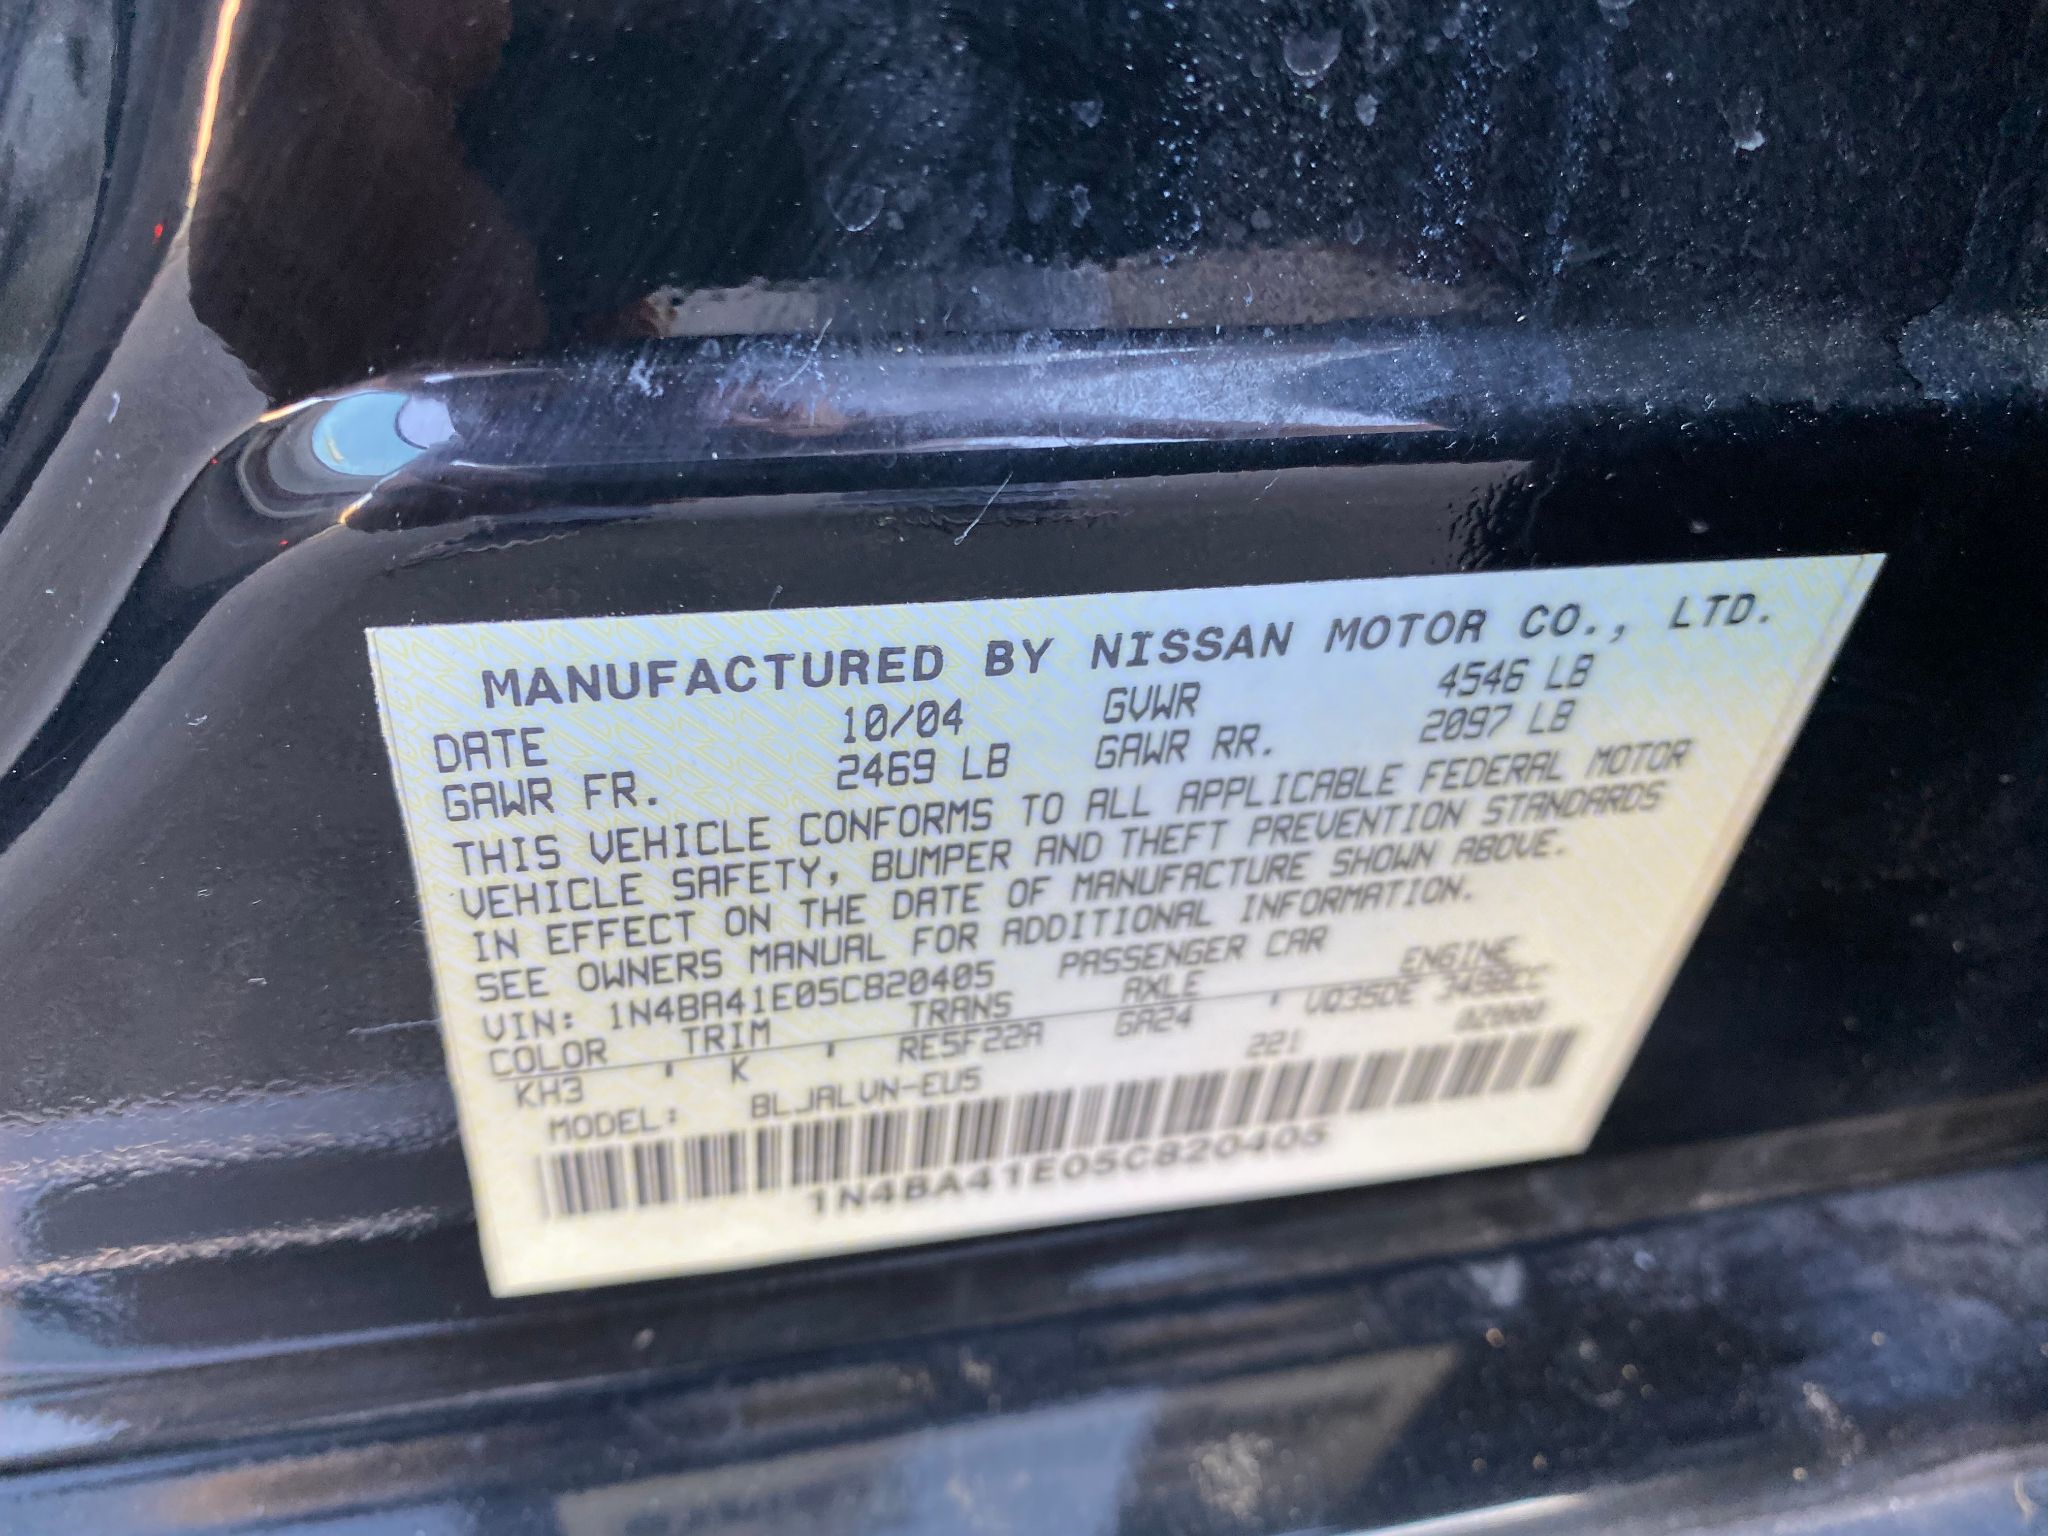 MANUFACTURED BY NISSAN MOTOR CO., LTD.
DATE 10/04 GVWR 4546 LB
GAWR FR. 2469 LB GAWR RR. 2097 LB
THIS VEHICLE CONFORMS TO ALL APPLICABLE FEDERAL MOTOR
VEHICLE SAFETY, BUMPER AND THEFT PREVENTION STANDARDS
IN EFFECT ON THE DATE OF MANUFACTURE SHOWN ABOVE.
SEE OWNERS MANUAL FOR ADDITIONAL INFORMATION.
VIN: 1N4BA41E05C820405 PASSENGER CAR
COLOR TRIM TRANS AXLE ENGINE
KH3 ' K ' RE5F22A GA24 ' VQ35DE 3498CC
MODEL: BLJALVN-EU5 221 02000
1N4BA41E05C820405